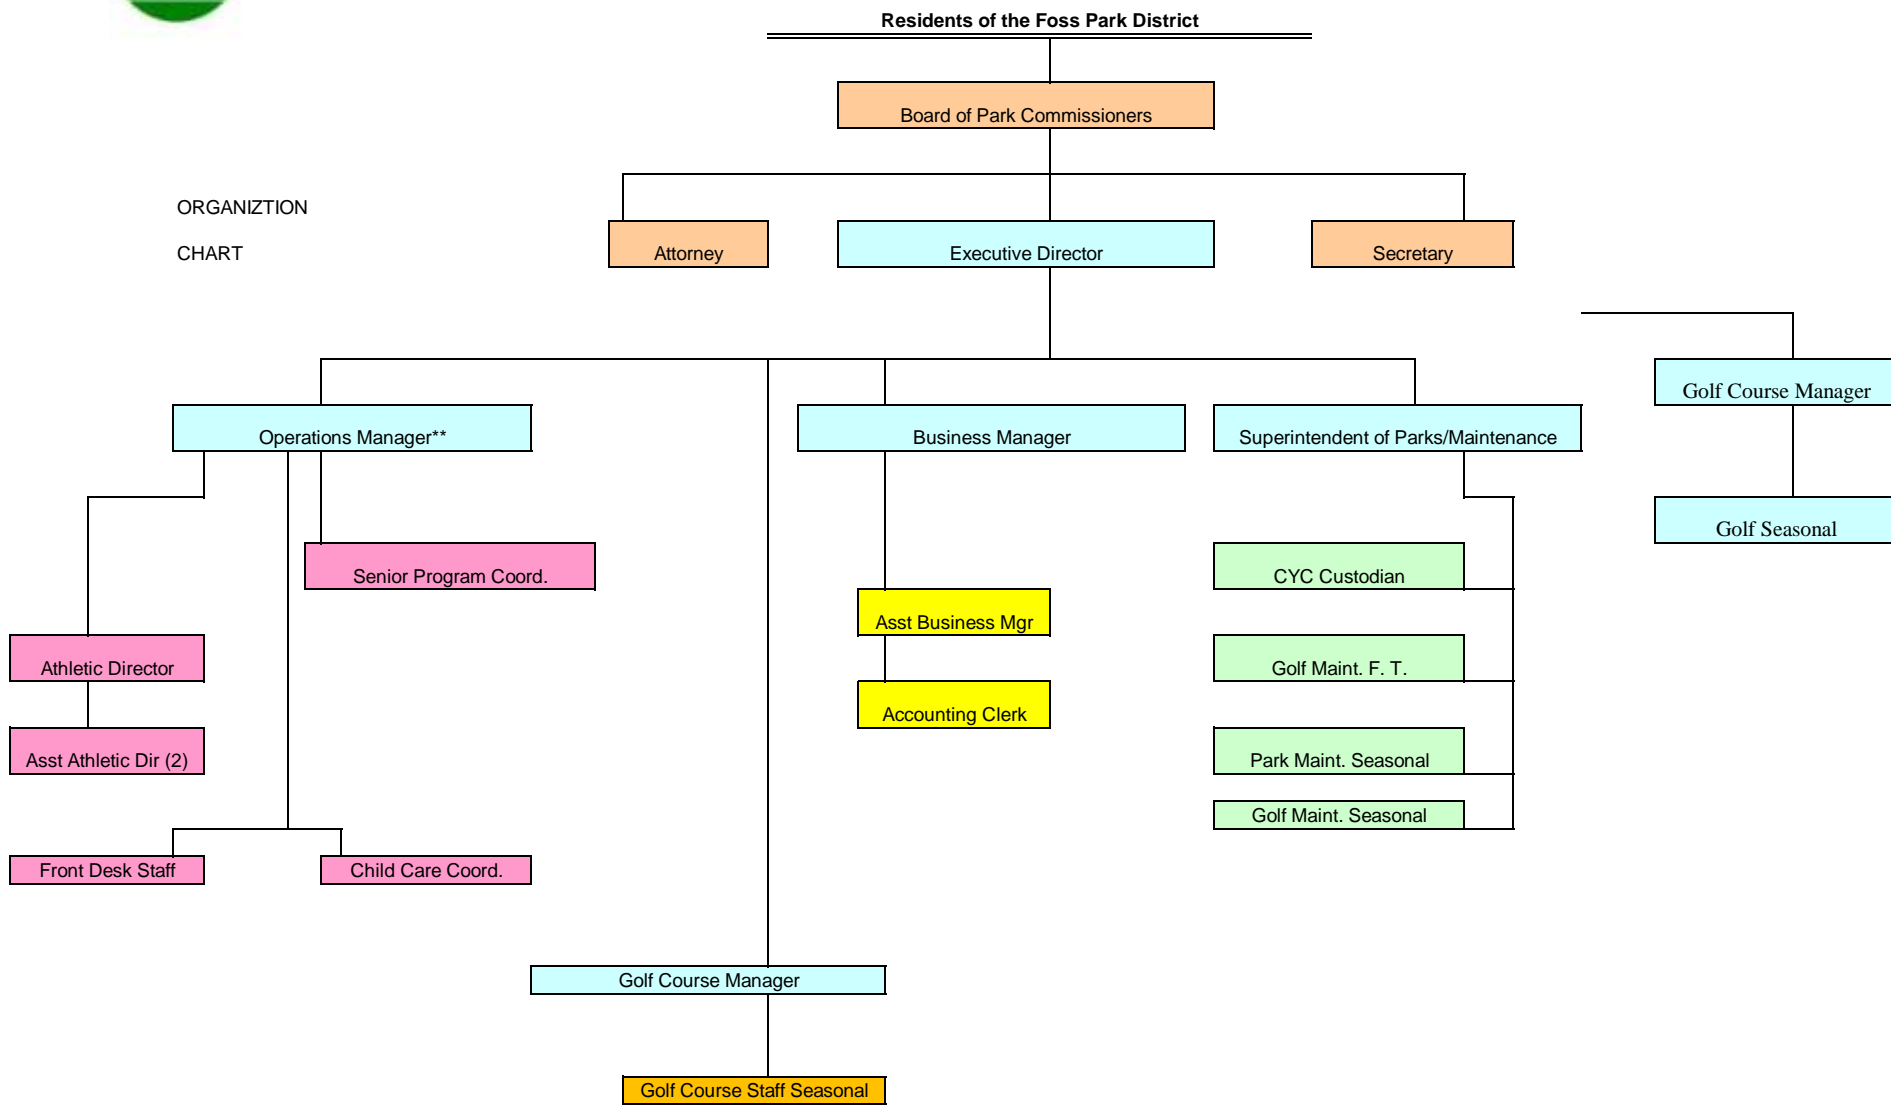 Residents of the Foss Park District
Board of Park Commissioners
ORGANIZTION
CHART
Attorney
Executive Director
Secretary
Golf Course Manager
Operations Manager**
Business Manager
Superintendent of Parks/Maintenance
Golf Seasonal
Senior Program Coord.
CYC Custodian
Asst Business Mgr
Athletic Director
Golf Maint. F. T.
Accounting Clerk
Asst Athletic Dir (2)
Park Maint. Seasonal
Golf Maint. Seasonal
Front Desk Staff
Child Care Coord.
Golf Course Manager
Golf Course Staff Seasonal